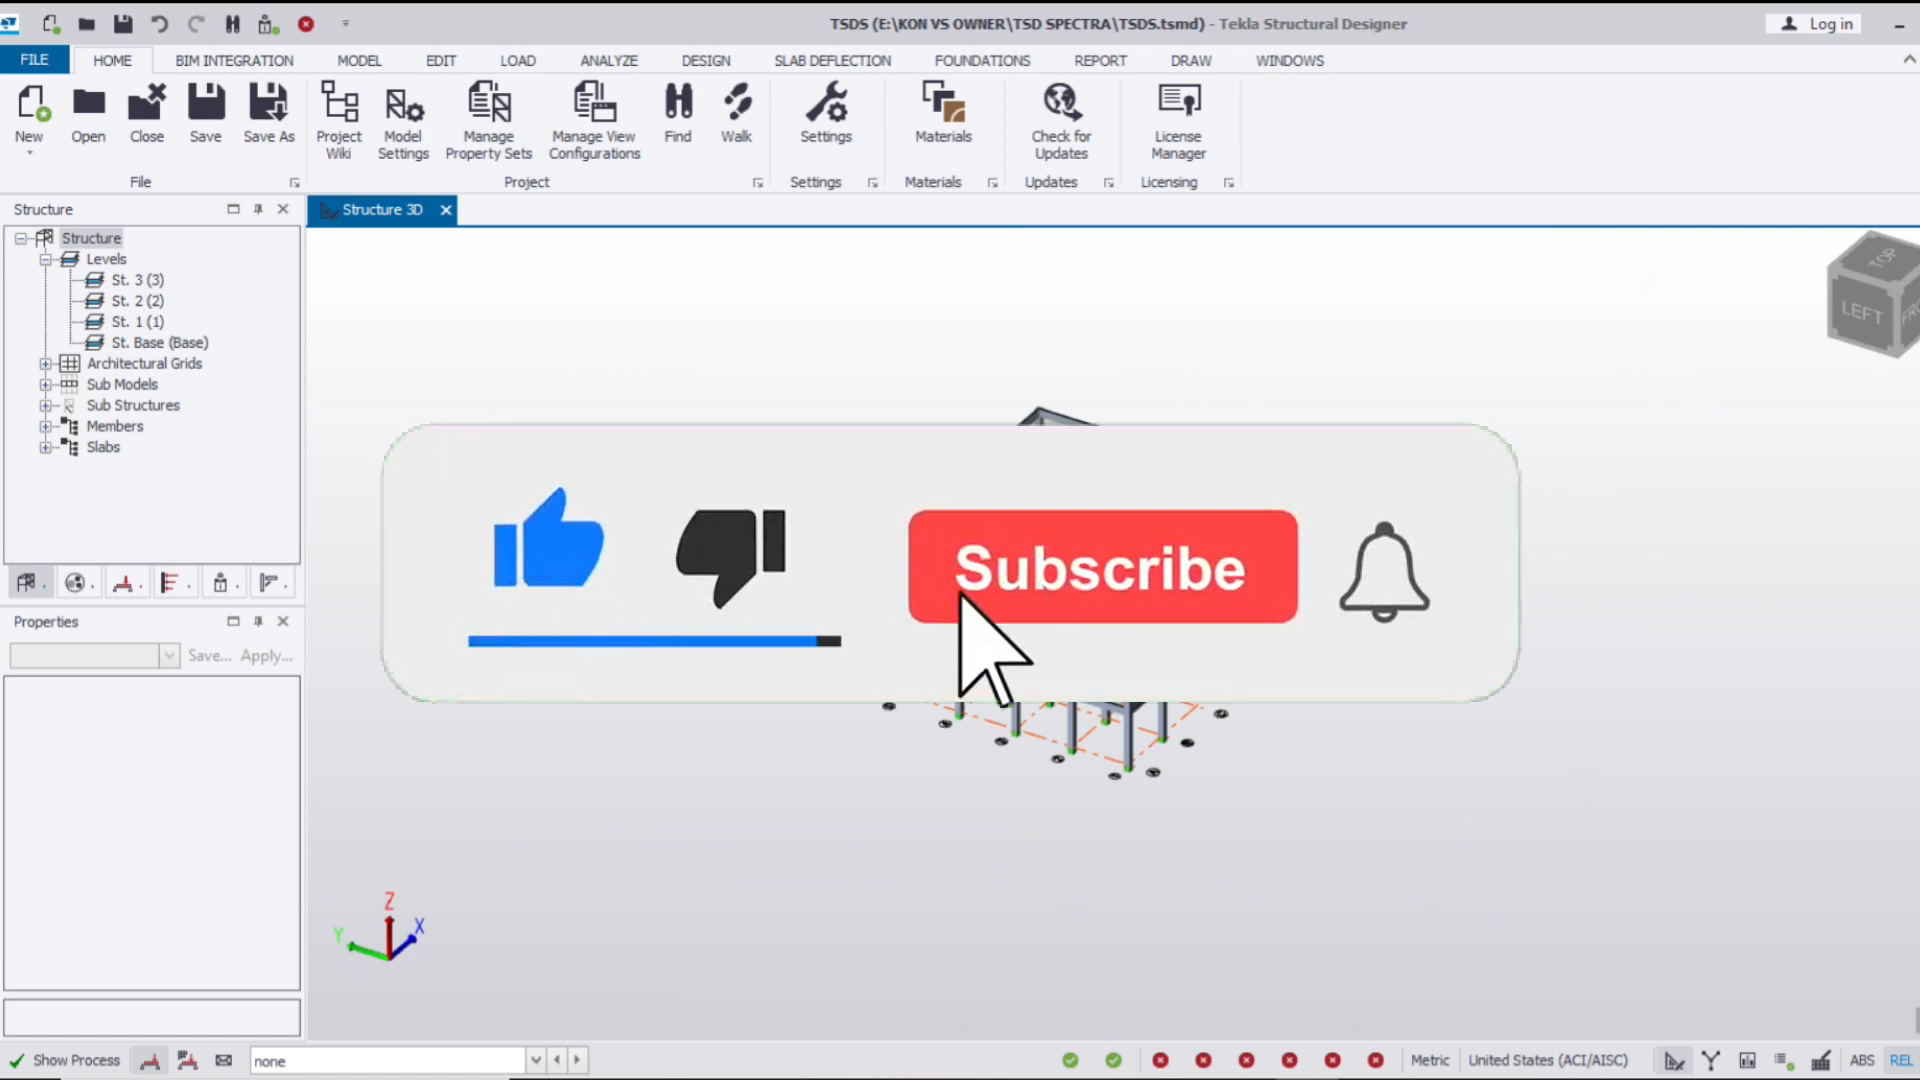 TSDS (E:\KON VS OWNER\TSD SPECTRA\TSDS.tsmd) - Tekla Structural Designer
Log in
FILE HOME BIM INTEGRATION MODEL EDIT LOAD ANALYZE DESIGN SLAB DEFLECTION FOUNDATIONS REPORT DRAW WINDOWS
New Open Close Save Save As Project Wiki Model Settings Manage Property Sets Manage View Configurations Find Walk Settings Materials Check for Updates License Manager
File Project Settings Materials Updates Licensing
Structure
Structure 3D
Structure
Levels
St. 3 (3)
St. 2 (2)
St. 1 (1)
St. Base (Base)
Architectural Grids
Sub Models
Sub Structures
Members
Slabs
TOP
LEFT
Subscribe
Properties
Save... Apply...
Z
Y
X
Show Process
none
Metric
United States (ACI/AISC)
ABS
REL